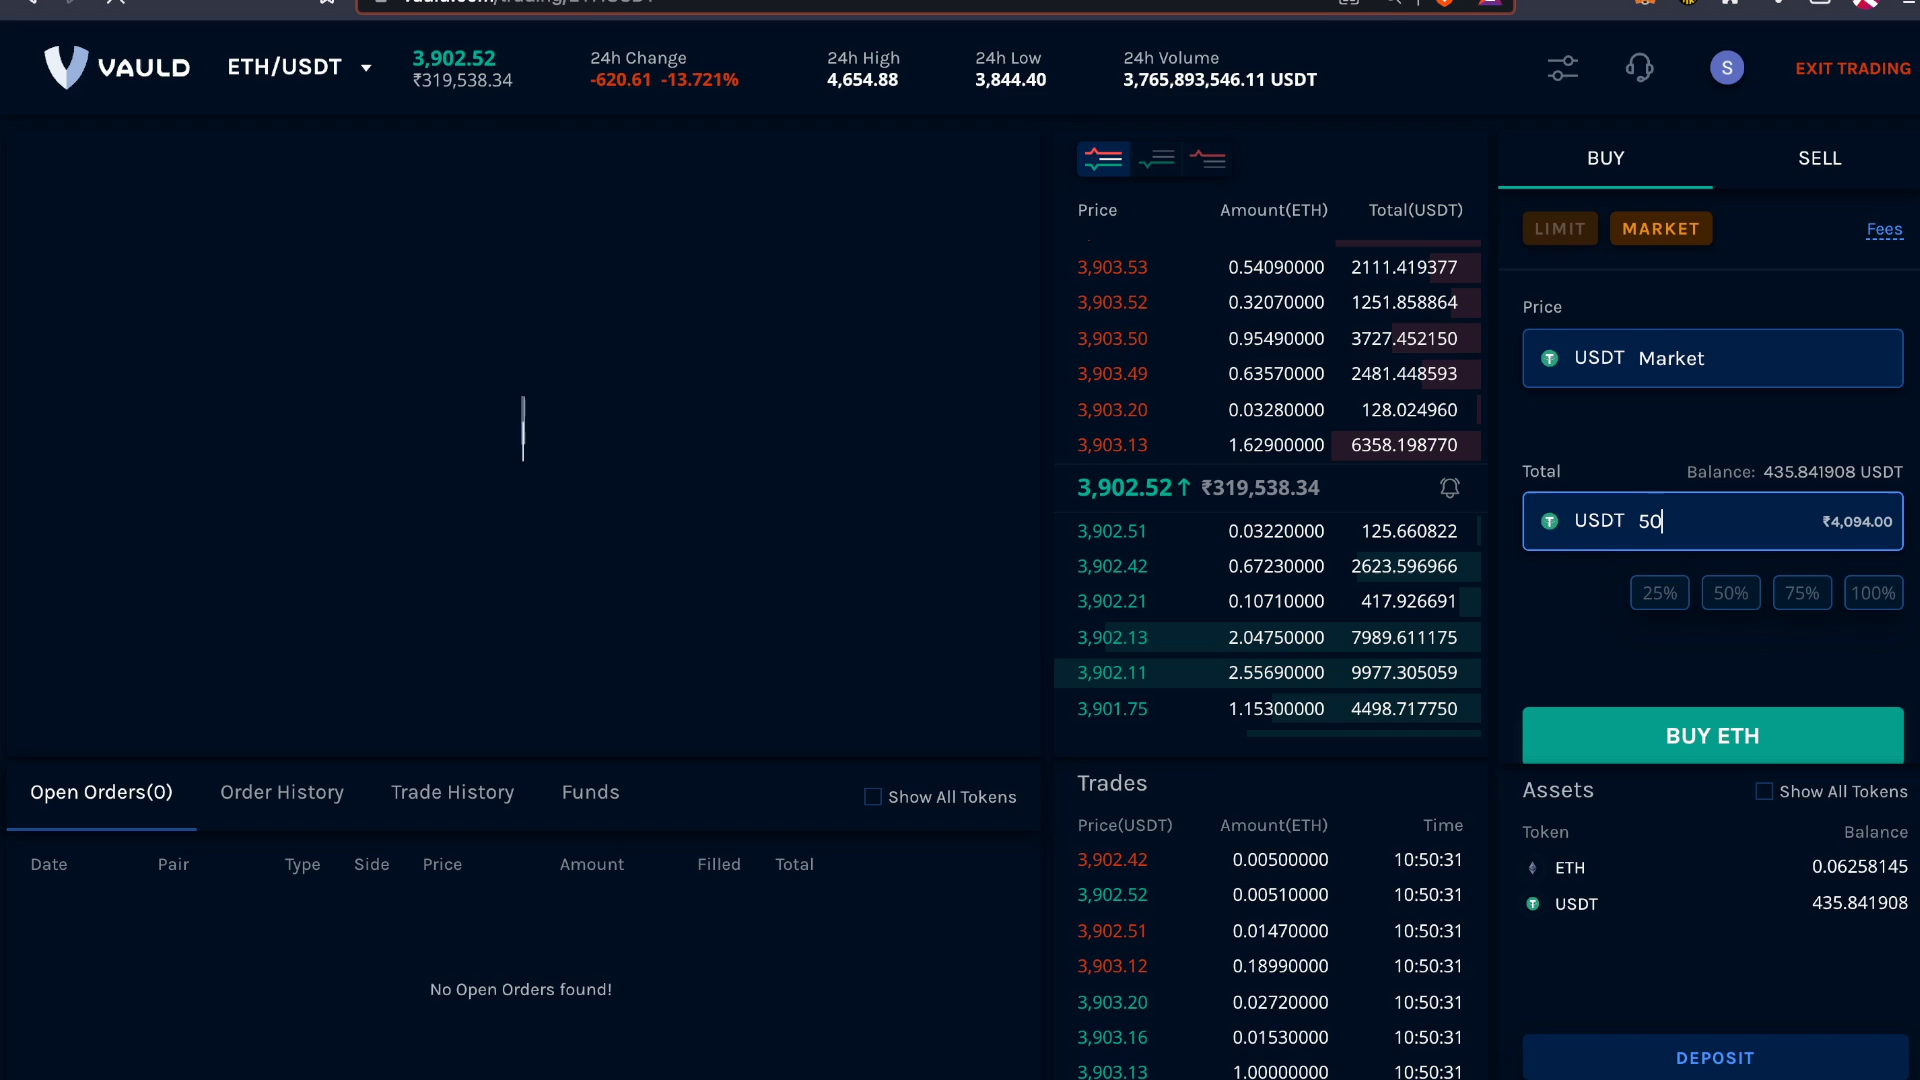 VAULD
ETH/USDT
3,902.52
₹319,538.34
24h Change
-620.61 -13.721%
24h High
4,654.88
24h Low
3,844.40
24h Volume
3,765,893,546.11 USDT
S
EXIT TRADING
Price Amount(ETH) Total(USDT)
3,903.53 0.54090000 2111.419377
3,903.52 0.32070000 1251.858864
3,903.50 0.95490000 3727.452150
3,903.49 0.63570000 2481.448593
3,903.20 0.03280000 128.024960
3,903.13 1.62900000 6358.198770
3,902.52↑ ₹319,538.34
3,902.51 0.03220000 125.660822
3,902.42 0.67230000 2623.596966
3,902.21 0.10710000 417.926691
3,902.13 2.04750000 7989.611175
3,902.11 2.55690000 9977.305059
3,901.75 1.15300000 4498.717750
BUY SELL
LIMIT MARKET Fees
Price
USDT Market
Total Balance: 435.841908 USDT
USDT 50 ₹4,094.00
25% 50% 75% 100%
BUY ETH
Open Orders(0) Order History Trade History Funds Show All Tokens
Date Pair Type Side Price Amount Filled Total
No Open Orders found!
Trades
Price(USDT) Amount(ETH) Time
3,902.42 0.00500000 10:50:31
3,902.52 0.00510000 10:50:31
3,902.51 0.01470000 10:50:31
3,903.12 0.18990000 10:50:31
3,903.20 0.02720000 10:50:31
3,903.16 0.01530000 10:50:31
3,903.13 1.00000000 10:50:31
Assets Show All Tokens
Token Balance
ETH 0.06258145
USDT 435.841908
DEPOSIT